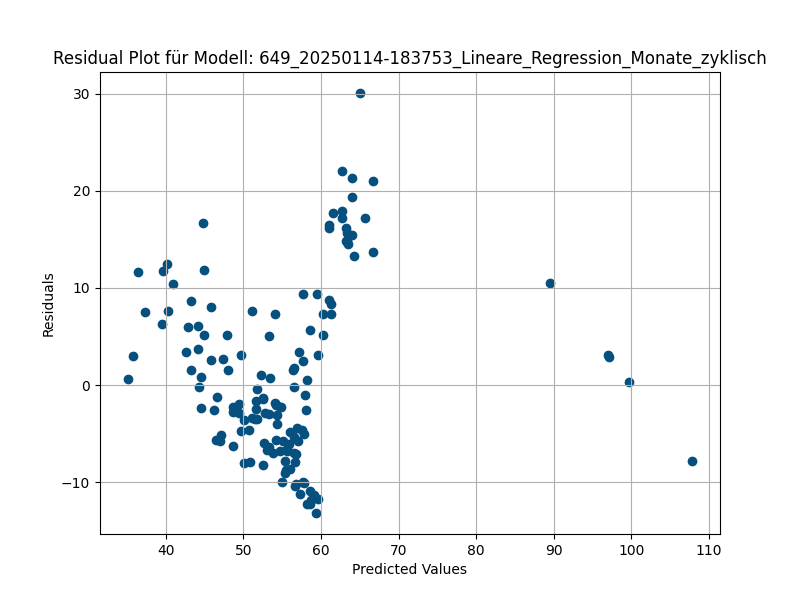 Residual Plot für Modell: 649_20250114-183753_Lineare_Regression_Monate_zyklisch
30
20
10
0
−10
Residuals
40 50 60 70 80 90 100 110
Predicted Values